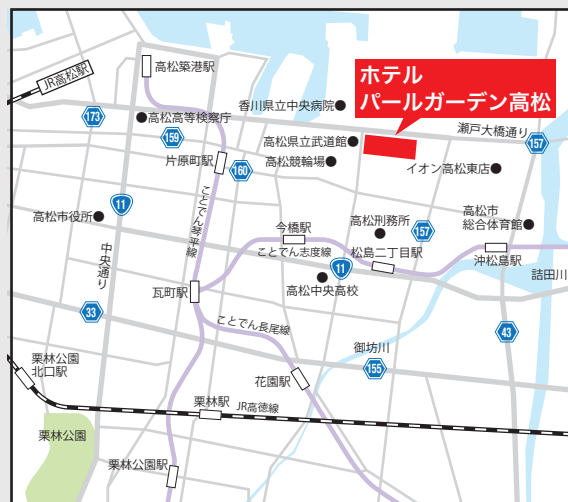 高松築港駅
JR高松駅
ホテル
パールガーデン高松
香川県立中央病院
173
高松高等検察庁
瀬戸大橋通り
159
高松県立武道館
157
片原町駅
160
高松競輪場
イオン高松東店
ことでん琴平線
11
高松市役所
高松刑務所
157
高松市
総合体育館
今橋駅
ことでん志度線
松島二丁目駅
沖松島駅
中央通り
11
詰田川
高松中央高校
瓦町駅
33
ことでん長尾線
43
御坊川
155
栗林公園
北口駅
花園駅
栗林駅
JR高徳線
栗林公園
栗林公園駅